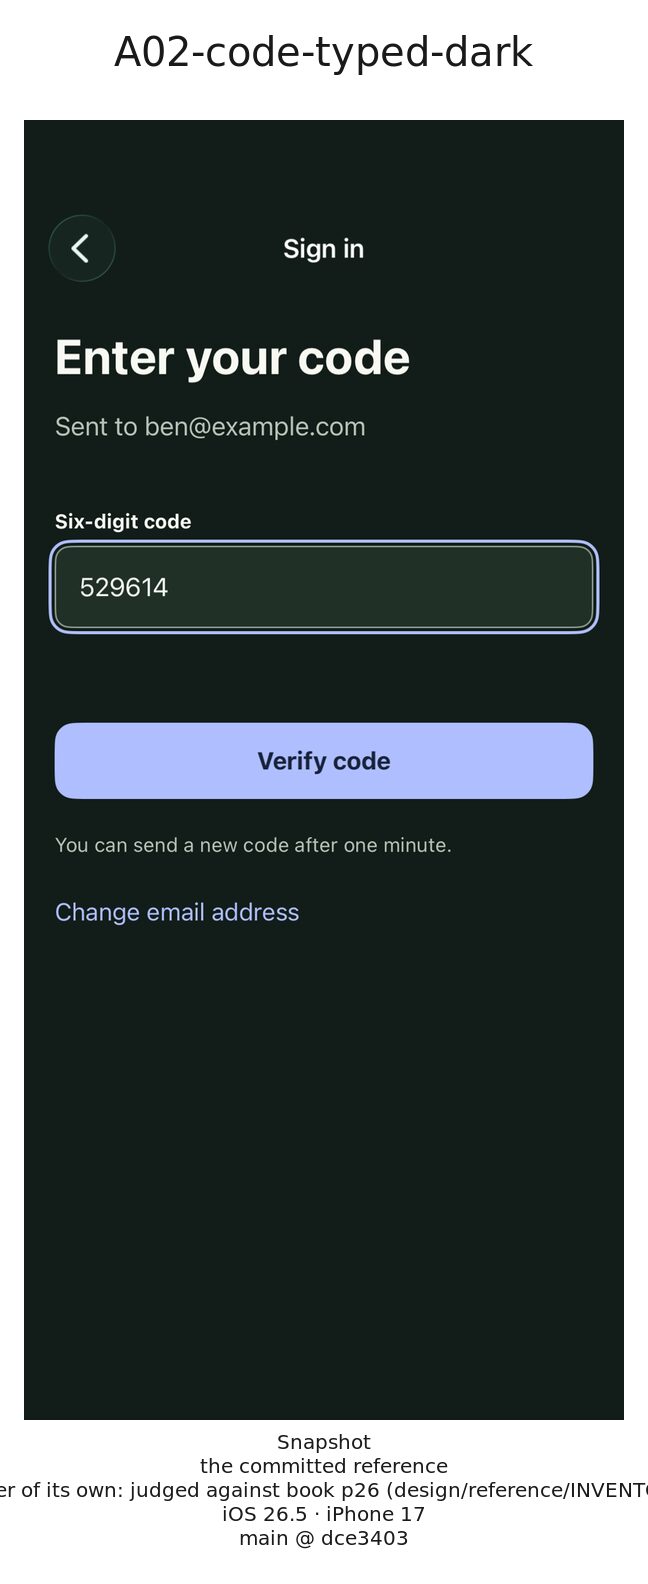 A02-code-typed-dark
Sign in
Enter your code
Sent to ben@example.com
Six-digit code
529614
Verify code
You can send a new code after one minute.
Change email address
Snapshot
the committed reference
of its own: judged against book p26 (design/reference/
iOS 26.5 · iPhone 17
main @ dce3403